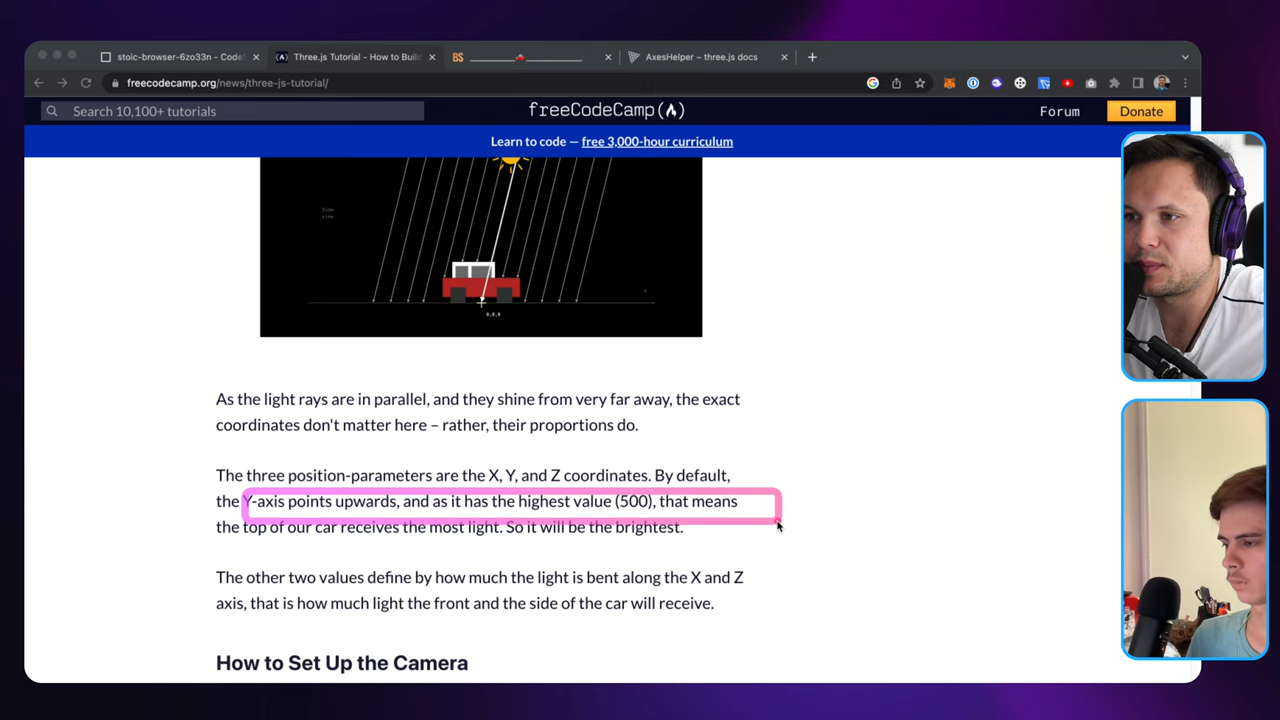 stoic-browser-6zo33n - Code
Three.js Tutorial - How to Build
BS
AxesHelper – three.js docs
freecodecamp.org/news/three-js-tutorial/
Search 10,100+ tutorials
freeCodeCamp
Forum
Donate
Learn to code — free 3,000-hour curriculum
Side
view
0,0,0
As the light rays are in parallel, and they shine from very far away, the exact
coordinates don't matter here – rather, their proportions do.
The three position-parameters are the X, Y, and Z coordinates. By default,
the Y-axis points upwards, and as it has the highest value (500), that means
the top of our car receives the most light. So it will be the brightest.
The other two values define by how much the light is bent along the X and Z
axis, that is how much light the front and the side of the car will receive.
How to Set Up the Camera